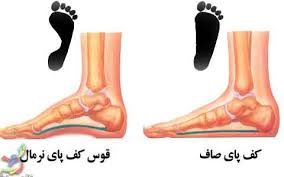 کف پای صاف
قوس کف پای نرمال